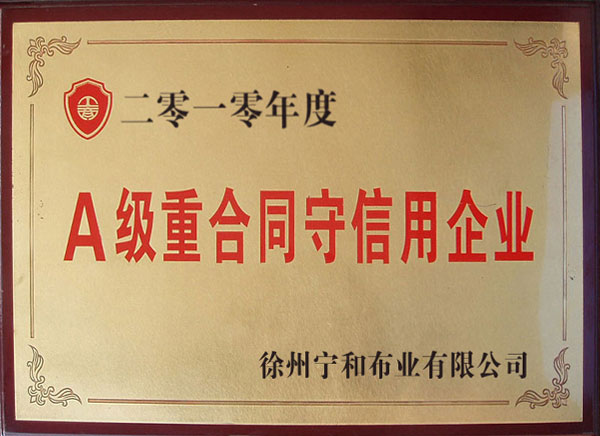 二零一零年度
A级重合同守信用企业
徐州宁和布业有限公司